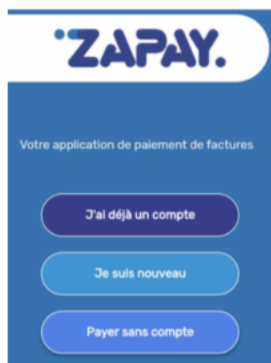 ZAPAY.
Votre application de paiement de factures
J'ai déjà un compte
Je suis nouveau
Payer sans compte